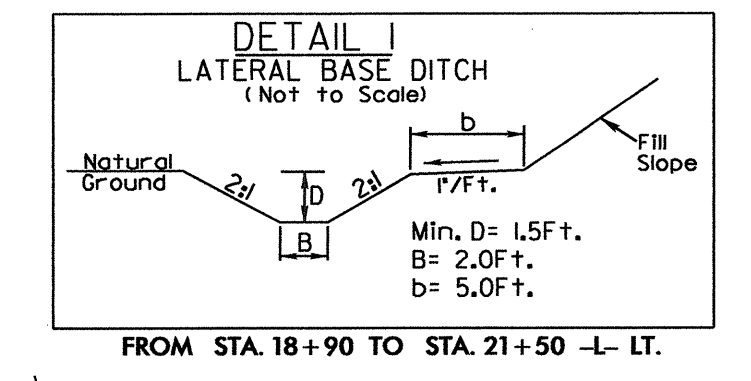 DETAIL 1
LATERAL BASE DITCH
(Not to Scale)
b
Fill
Slope
Natural
Ground
2:1
D
2:1
1"/Ft.
B
Min. D= 1.5Ft.
B= 2.0Ft.
b= 5.0Ft.
FROM STA. 18+90 TO STA. 21+50 -L- LT.